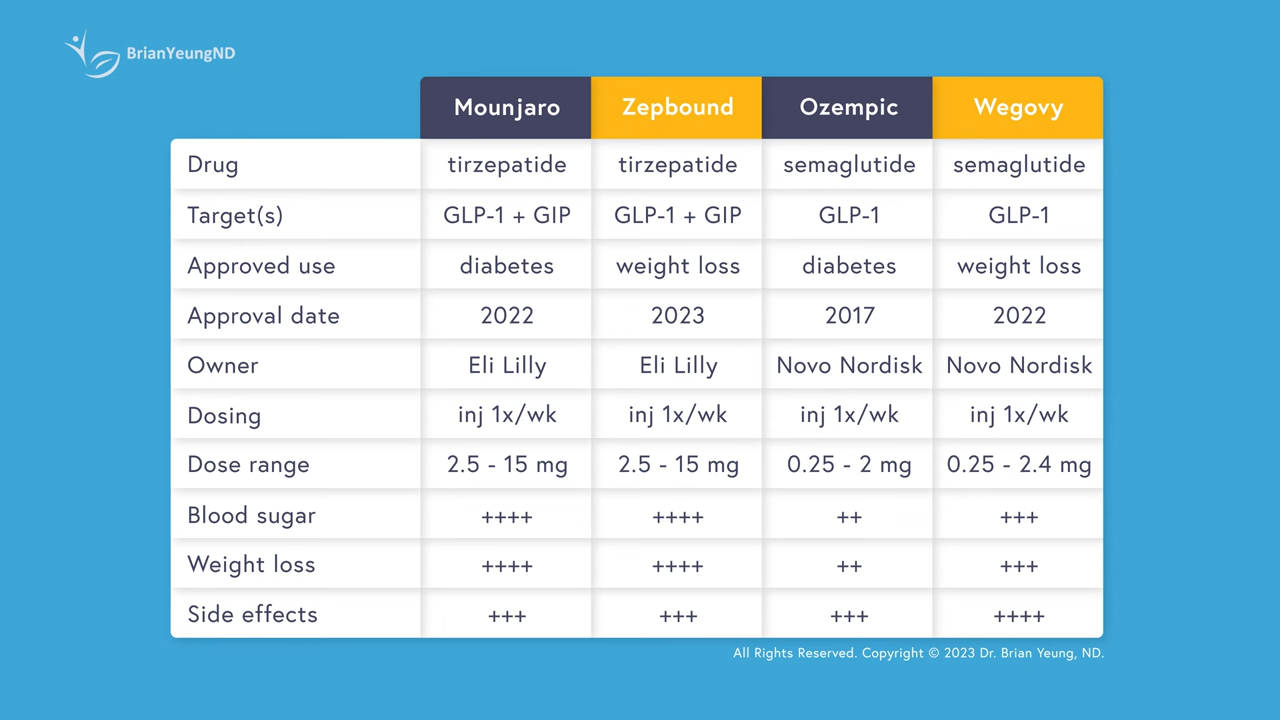 BrianYeungND
Mounjaro Zepbound Ozempic Wegovy
Drug tirzepatide tirzepatide semaglutide semaglutide
Target(s) GLP-1 + GIP GLP-1 + GIP GLP-1 GLP-1
Approved use diabetes weight loss diabetes weight loss
Approval date 2022 2023 2017 2022
Owner Eli Lilly Eli Lilly Novo Nordisk Novo Nordisk
Dosing inj 1x/wk inj 1x/wk inj 1x/wk inj 1x/wk
Dose range 2.5 - 15 mg 2.5 - 15 mg 0.25 - 2 mg 0.25 - 2.4 mg
Blood sugar ++++ ++++ ++ +++
Weight loss ++++ ++++ ++ +++
Side effects +++ +++ +++ ++++
All Rights Reserved. Copyright © 2023 Dr. Brian Yeung, ND.